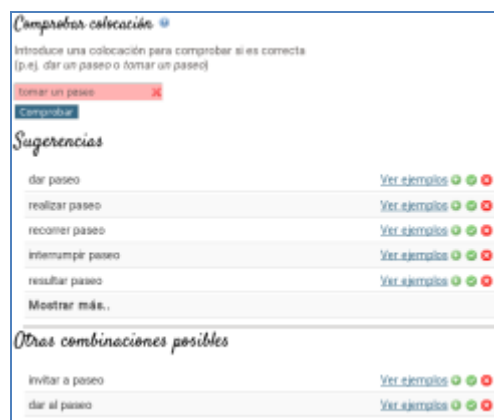 Comprobar colocación
Introduce una colocación para comprobar si es correcta
(p.ej. dar un paseo o tomar un paseo)
tomar un paseo
Comprobar
Sugerencias
dar paseo Ver ejemplos
realizar paseo Ver ejemplos
recorrer paseo Ver ejemplos
interrumpir paseo Ver ejemplos
resultar paseo Ver ejemplos
Mostrar más..
Otras combinaciones posibles
invitar a paseo Ver ejemplos
dar al paseo Ver ejemplos